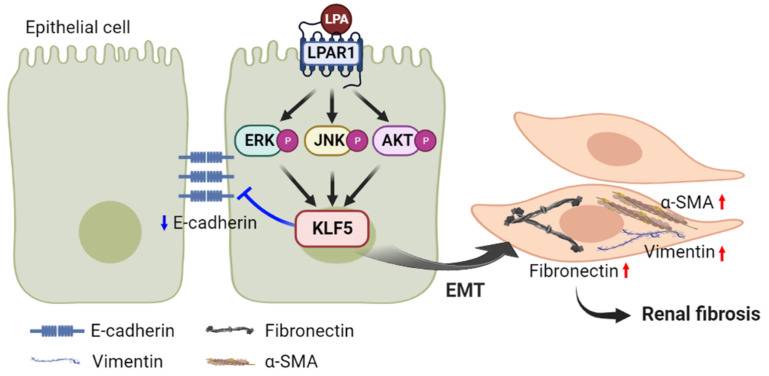 Epithelial cell
LPA
LPAR1
ERK P
JNK P
AKT P
KLF5
↓ E-cadherin
α-SMA ↑
Vimentin ↑
Fibronectin ↑
EMT
Renal fibrosis
E-cadherin
Fibronectin
Vimentin
α-SMA